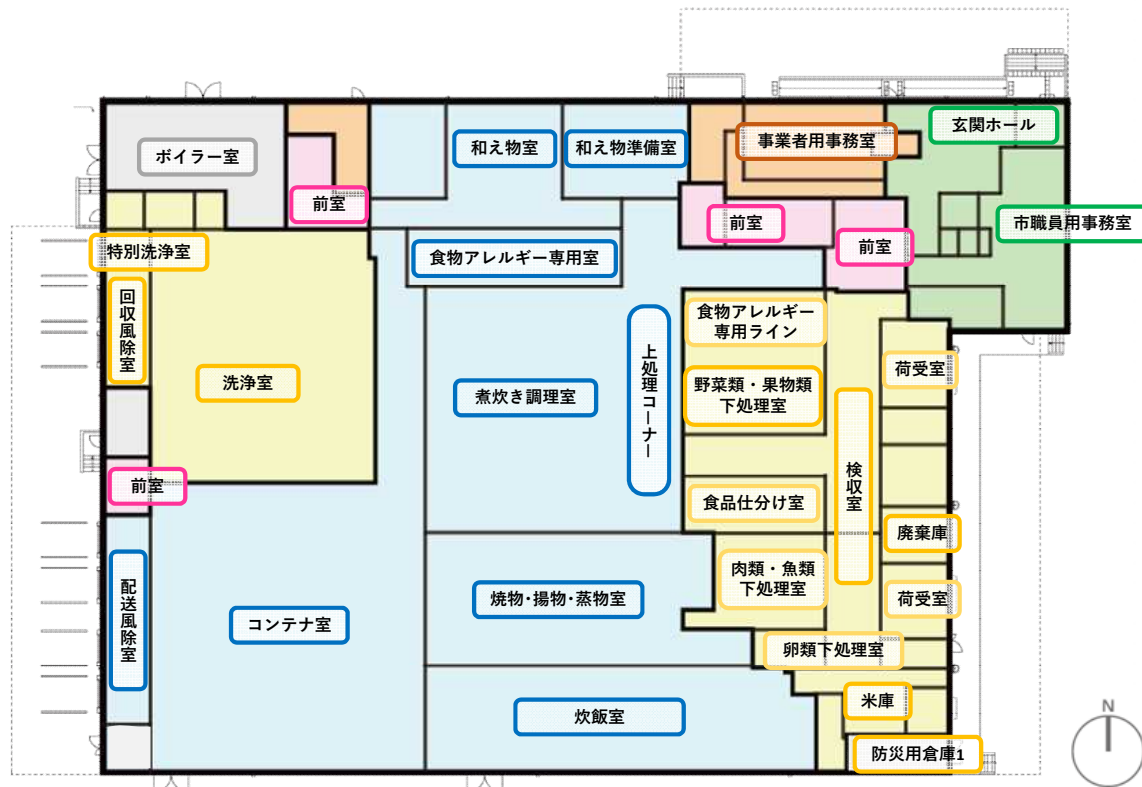 玄関ホール
ボイラー室
和え物室
和え物準備室
事業者用事務室
前室
前室
前室
市職員用事務室
特別洗浄室
食物アレルギー専用室
回収風除室
食物アレルギー
専用ライン
上処理コーナー
荷受室
洗浄室
煮炊き調理室
野菜類・果物類
下処理室
検収室
前室
食品仕分け室
廃棄庫
肉類・魚類
下処理室
荷受室
配送風除室
コンテナ室
焼物・揚物・蒸物室
卵類下処理室
米庫
炊飯室
防災用倉庫1
N